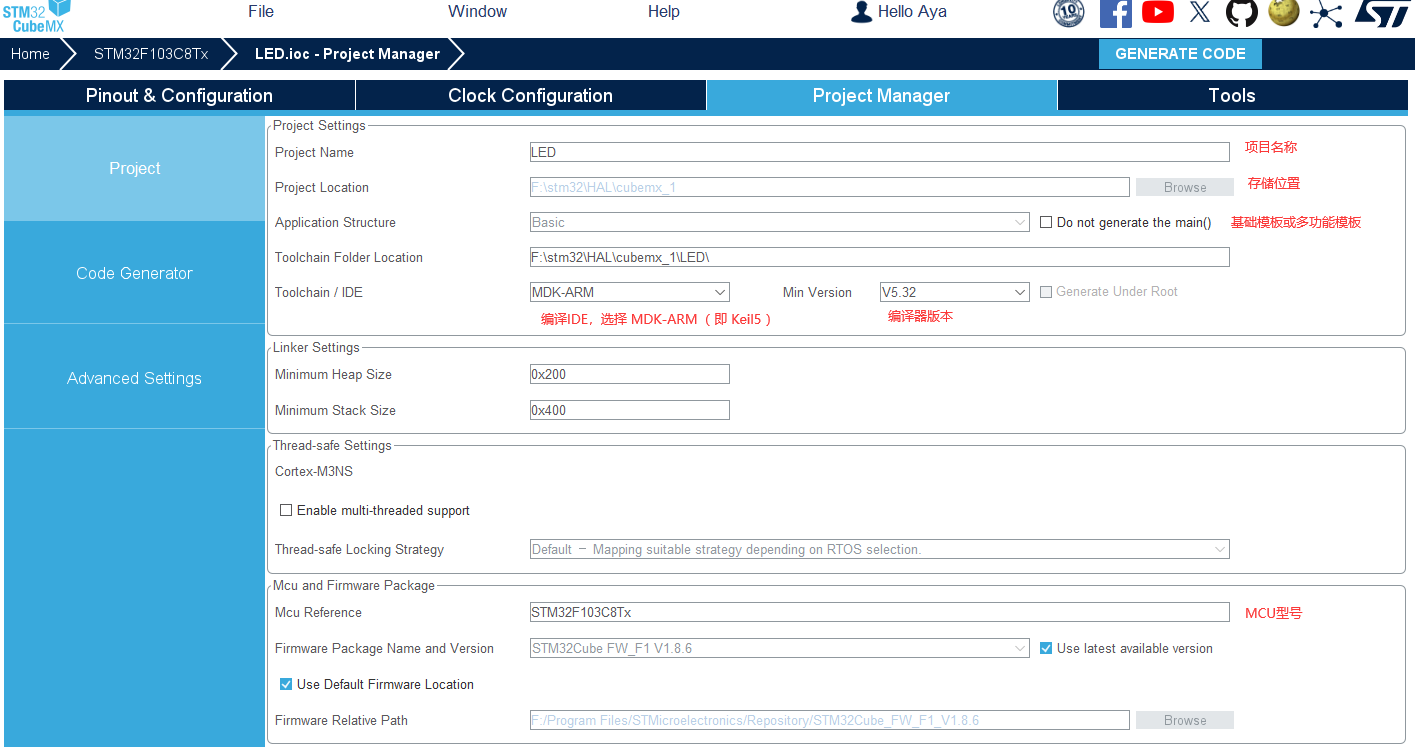 STM32
CubeMX
File
Window
Help
Hello Aya
10
Home
STM32F103C8Tx
LED.ioc - Project Manager
GENERATE CODE
Pinout & Configuration
Clock Configuration
Project Manager
Tools
Project
Code Generator
Advanced Settings
Project Settings
Project Name
LED
项目名称
Project Location
F:\stm32\HAL\cubemx_1
Browse
存储位置
Application Structure
Basic
Do not generate the main()
基础模板或多功能模板
Toolchain Folder Location
F:\stm32\HAL\cubemx_1\LED\
Toolchain / IDE
MDK-ARM
Min Version
V5.32
Generate Under Root
编译IDE，选择 MDK-ARM（ 即 Keil5 ）
编译器版本
Linker Settings
Minimum Heap Size
0x200
Minimum Stack Size
0x400
Thread-safe Settings
Cortex-M3NS
Enable multi-threaded support
Thread-safe Locking Strategy
Default － Mapping suitable strategy depending on RTOS selection.
Mcu and Firmware Package
Mcu Reference
STM32F103C8Tx
MCU型号
Firmware Package Name and Version
STM32Cube FW_F1 V1.8.6
Use latest available version
Use Default Firmware Location
Firmware Relative Path
F:/Program Files/STMicroelectronics/Repository/STM32Cube_FW_F1_V1.8.6
Browse